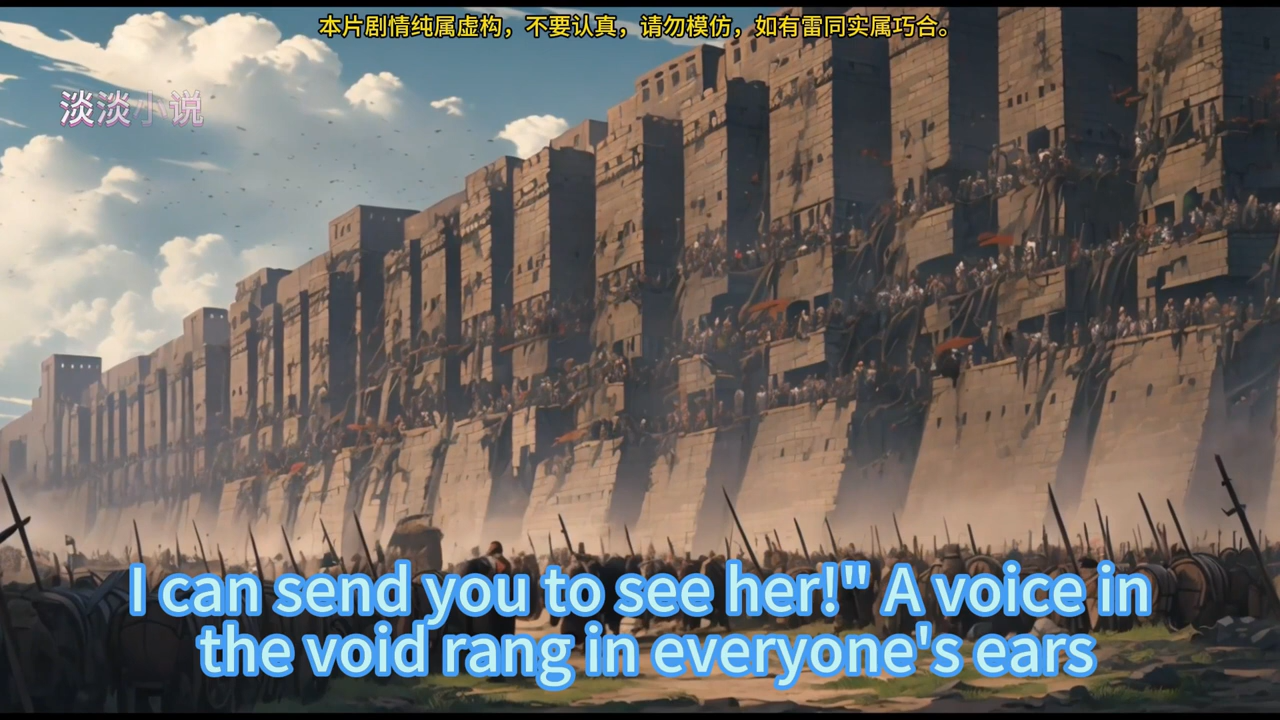 本片剧情纯属虚构，不要认真，请勿模仿，如有雷同实属巧合。
淡淡小说
I can send you to see her!" A voice in
the void rang in everyone's ears